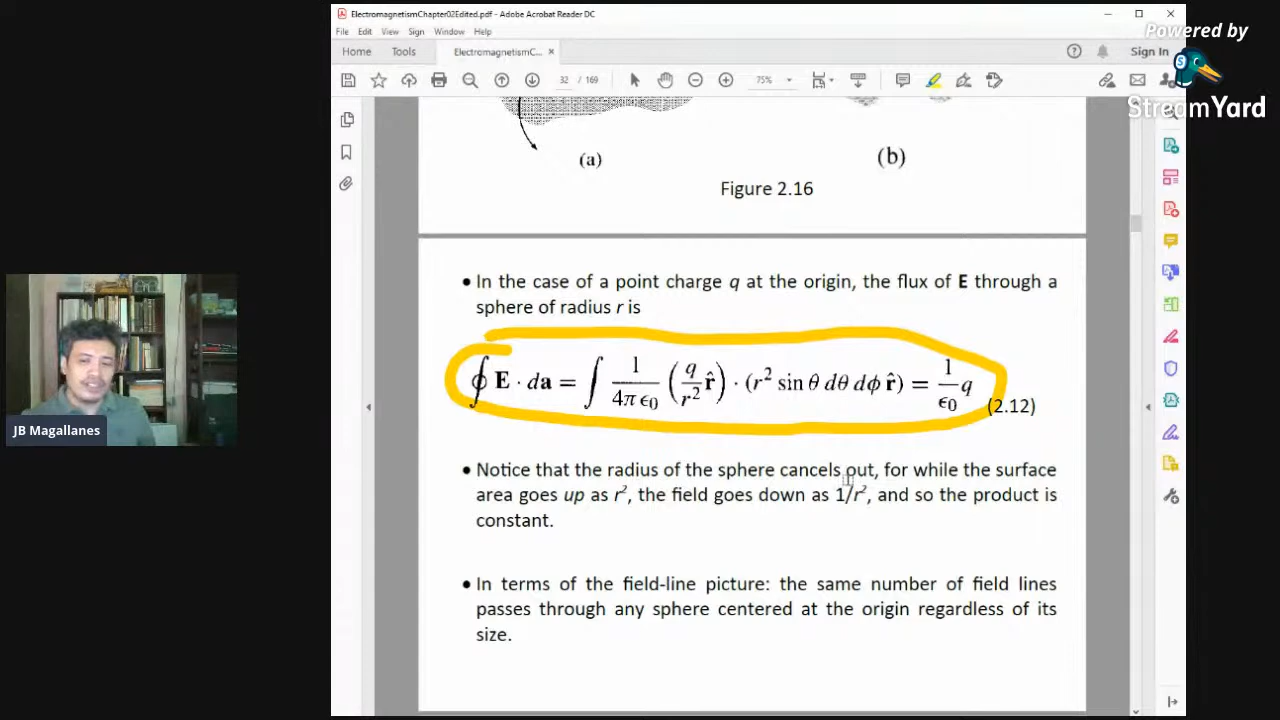 ElectromagnetismChapter02Edited.pdf - Adobe Acrobat Reader DC
File Edit View Sign Window Help
Home Tools ElectromagnetismC... × Sign In
32 / 169 75%
Powered by
StreamYard
(a) (b)
Figure 2.16
• In the case of a point charge q at the origin, the flux of E through a
sphere of radius r is
∮ E · da = ∫ 1/4πϵ₀ (q/r² r̂) · (r² sin θ dθ dϕ r̂) = 1/ϵ₀ q
(2.12)
• Notice that the radius of the sphere cancels out, for while the surface
area goes up as r², the field goes down as 1/r², and so the product is
constant.
• In terms of the field-line picture: the same number of field lines
passes through any sphere centered at the origin regardless of its
size.
JB Magallanes